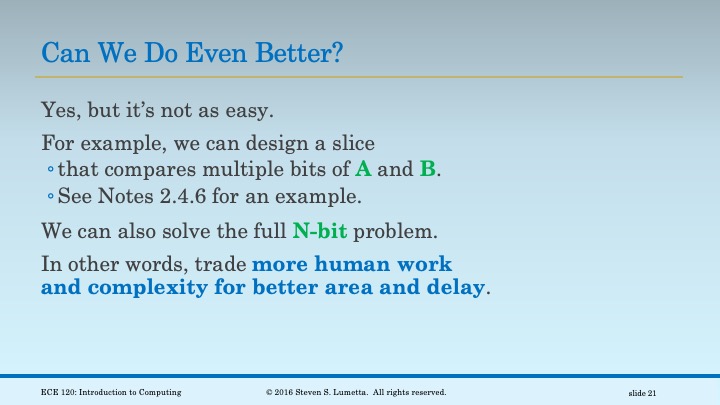 Can We Do Even Better?
Yes, but it’s not as easy.
For example, we can design a slice
◦that compares multiple bits of A and B.
◦See Notes 2.4.6 for an example.
We can also solve the full N-bit problem.
In other words, trade more human work
and complexity for better area and delay.
ECE 120: Introduction to Computing
© 2016 Steven S. Lumetta. All rights reserved.
slide 21